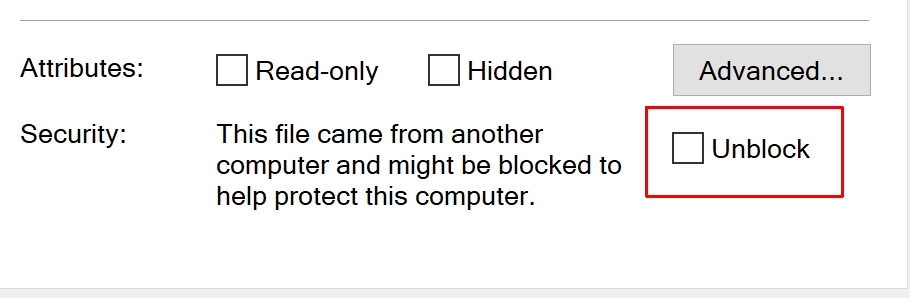 Attributes: Read-only Hidden Advanced...
Security: This file came from another
computer and might be blocked to
help protect this computer.
Unblock